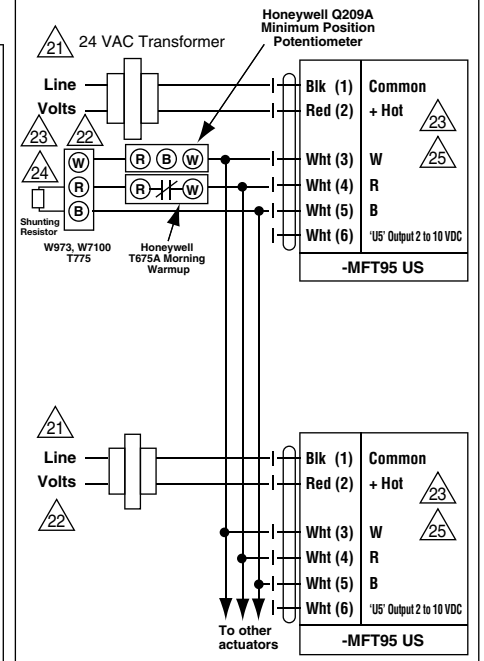 Honeywell Q209A
Minimum Position
Potentiometer
21 24 VAC Transformer
Line
Volts
Blk (1) Common
Red (2) + Hot
23
23 22
W R B W
Wht (3) W
25
24
R R W
Wht (4) R
B
Wht (5) B
Shunting
Resistor
Wht (6) 'U5' Output 2 to 10 VDC
W973, W7100
T775
Honeywell
T675A Morning
Warmup
-MFT95 US
21
Line
Volts
Blk (1) Common
Red (2) + Hot
23
22
Wht (3) W
25
Wht (4) R
Wht (5) B
Wht (6) 'U5' Output 2 to 10 VDC
To other
actuators
-MFT95 US